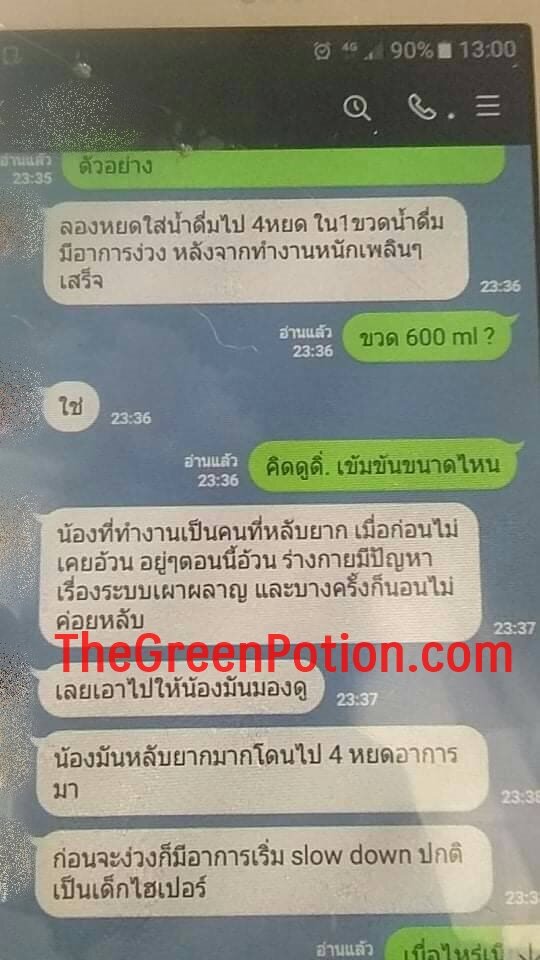 4G 90% 13:00
อ่านแล้ว
23:35
ตัวอย่าง
ลองหยดใส่น้ำดื่มไป 4หยด ใน1ขวดน้ำดื่ม
มีอาการง่วง หลังจากทำงานหนักเพลินๆ
เสร็จ
23:36
อ่านแล้ว
23:36
ขวด 600 ml ?
ใช่
23:36
อ่านแล้ว
23:36
คิดดูดิ่. เข้มขันขนาดไหน
น้องที่ทำงานเป็นคนที่หลับยาก เมื่อก่อนไม่
เคยอ้วน อยู่ๆตอนนี้อ้วน ร่างกายมีปัญหา
เรื่องระบบเผาผลาญ และบางครั้งก็นอนไม่
ค่อยหลับ
23:37
TheGreenPotion.com
เลยเอาไปให้น้องมันมองดู
23:37
น้องมันหลับยากมากโดนไป 4 หยดอาการ
มา
23:38
ก่อนจะง่วงก็มีอาการเริ่ม slow down ปกติ
เป็นเด็กไฮเปอร์
อ่านแล้ว